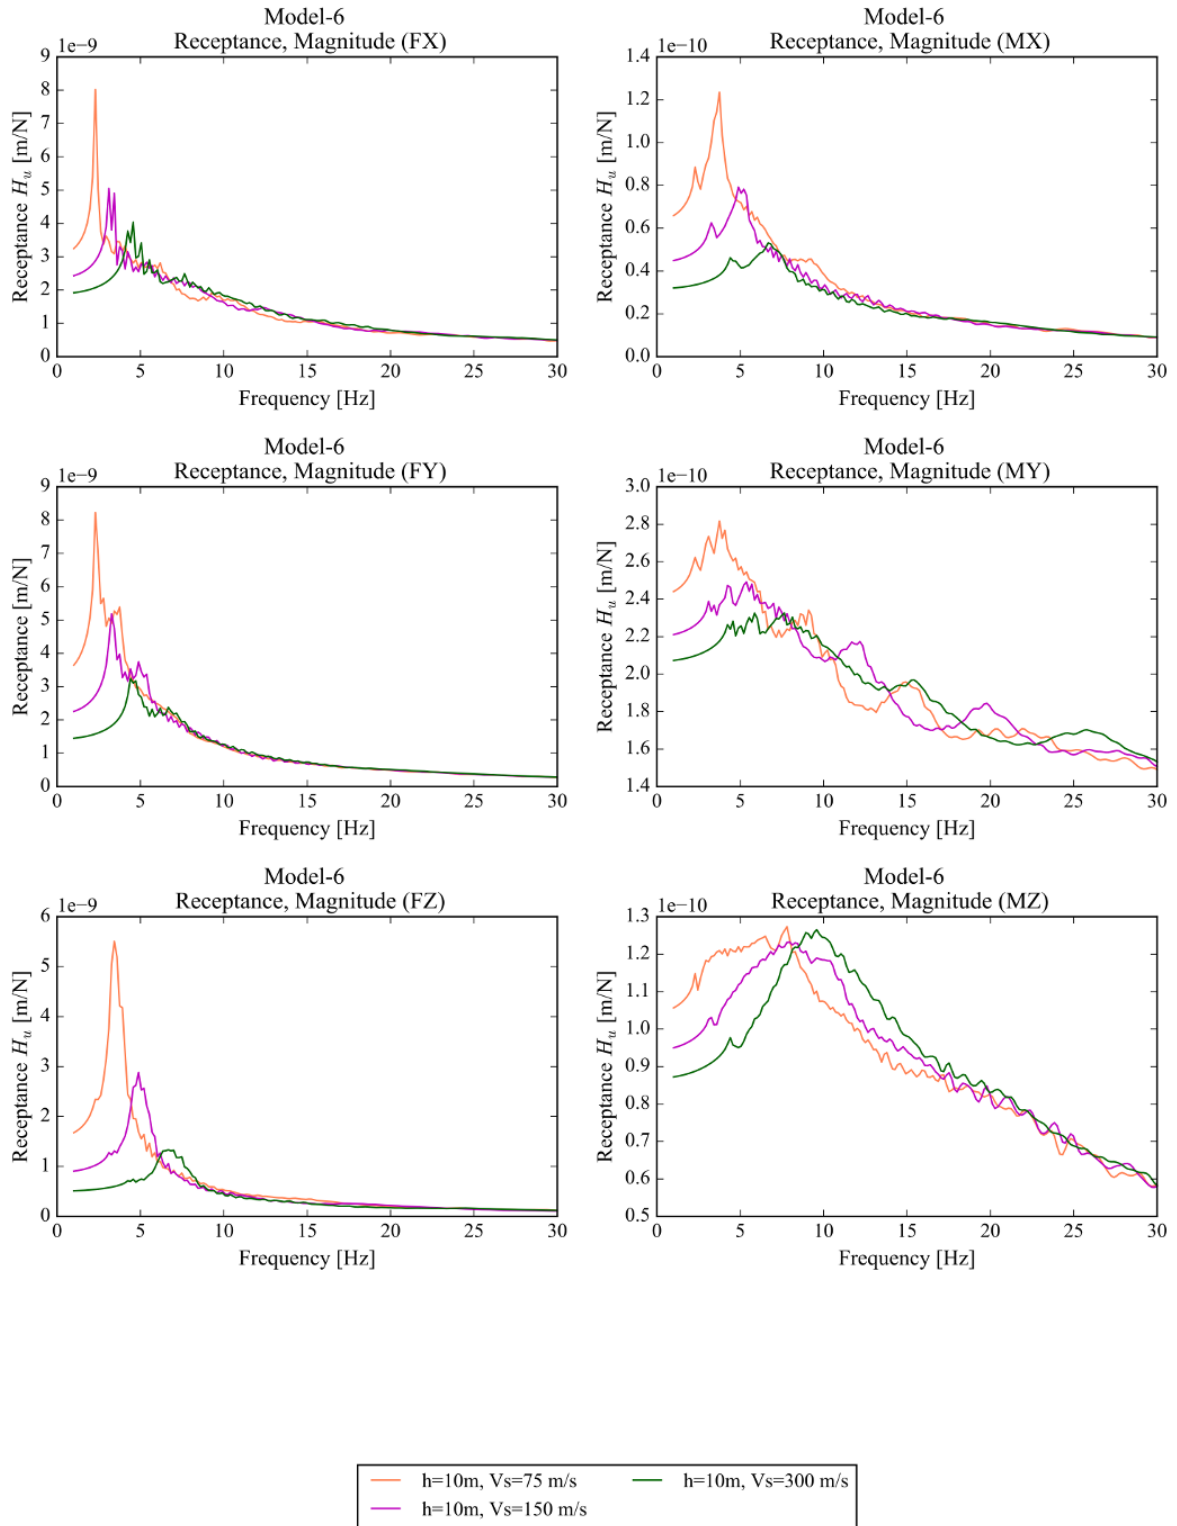 Model-6
Receptance, Magnitude (FX)
1e−9
9
8
7
6
5
4
3
2
1
0
Receptance H_u [m/N]
0 5 10 15 20 25 30
Frequency [Hz]
Model-6
Receptance, Magnitude (MX)
1e−10
1.4
1.2
1.0
0.8
0.6
0.4
0.2
0.0
Receptance H_u [m/N]
0 5 10 15 20 25 30
Frequency [Hz]
Model-6
Receptance, Magnitude (FY)
1e−9
9
8
7
6
5
4
3
2
1
0
Receptance [m/N]
0 5 10 15 20 25 30
Frequency [Hz]
Model-6
Receptance, Magnitude (MY)
1e−10
3.0
2.8
2.6
2.4
2.2
2.0
1.8
1.6
1.4
Receptance H_u [m/N]
0 5 10 15 20 25 30
Frequency [Hz]
Model-6
Receptance, Magnitude (FZ)
1e−9
6
5
4
3
2
1
0
Receptance H_u [m/N]
0 5 10 15 20 25 30
Frequency [Hz]
Model-6
Receptance, Magnitude (MZ)
1e−10
1.3
1.2
1.1
1.0
0.9
0.8
0.7
0.6
0.5
Receptance H_u [m/N]
0 5 10 15 20 25 30
Frequency [Hz]
h=10m, Vs=75 m/s
h=10m, Vs=150 m/s
h=10m, Vs=300 m/s